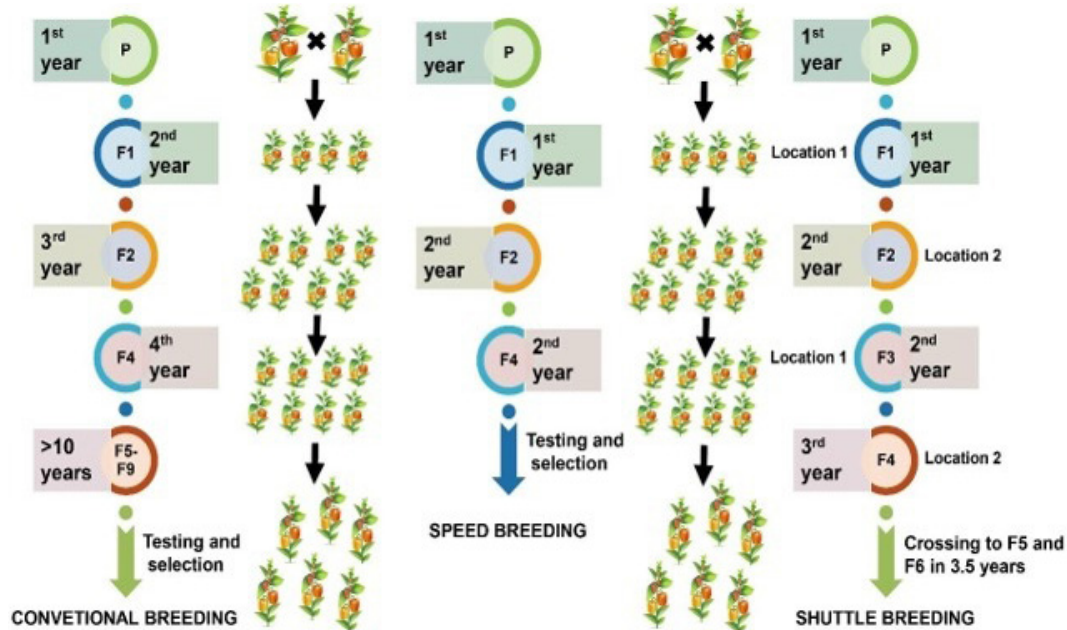 1st
year
P
2nd
year
F1
3rd
year
F2
4th
year
F4
>10
years
F5-
F9
Testing and
selection
CONVETIONAL BREEDING
1st
year
P
F1
1st
year
2nd
year
F2
F4
2nd
year
Testing and
selection
SPEED BREEDING
1st
year
P
Location 1
F1
1st
year
2nd
year
F2
Location 2
Location 1
F3
2nd
year
3rd
year
F4
Location 2
Crossing to F5 and
F6 in 3.5 years
SHUTTLE BREEDING